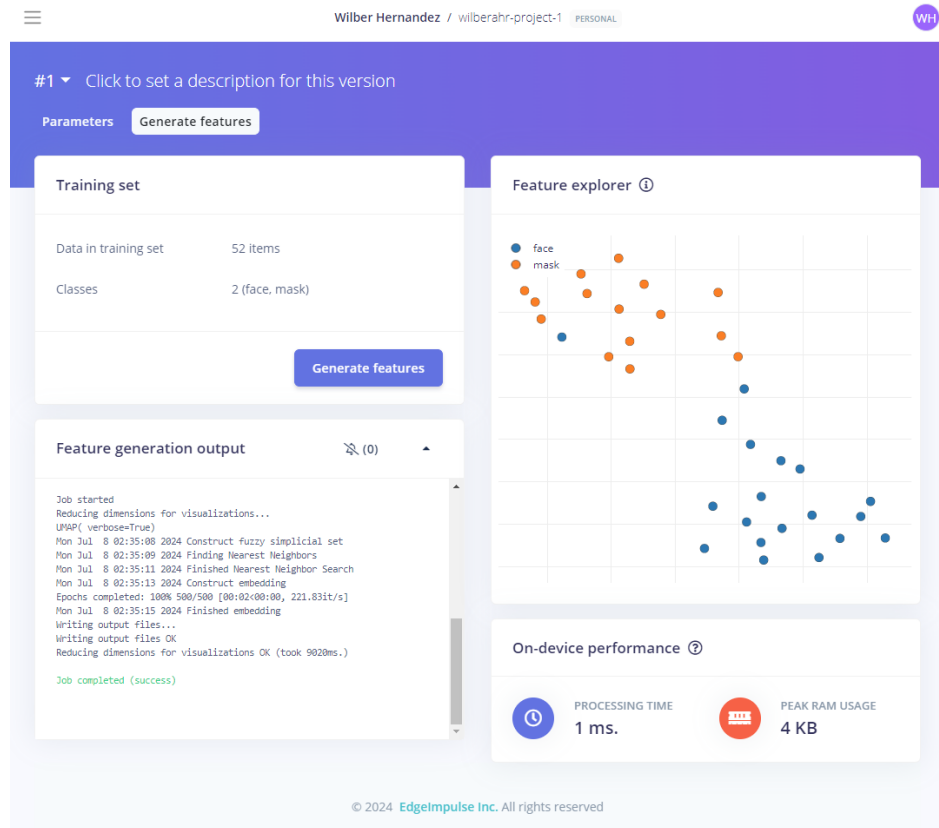 Wilber Hernandez / wilberahr-project-1 PERSONAL
WH
#1 Click to set a description for this version
Parameters Generate features
Training set
Data in training set 52 items
Classes 2 (face, mask)
Generate features
Feature generation output (0)
Job started
Reducing dimensions for visualizations...
UMAP( verbose=True)
Mon Jul  8 02:35:08 2024 Construct fuzzy simplicial set
Mon Jul  8 02:35:09 2024 Finding Nearest Neighbors
Mon Jul  8 02:35:11 2024 Finished Nearest Neighbor Search
Mon Jul  8 02:35:13 2024 Construct embedding
Epochs completed: 100% 500/500 [00:02<00:00, 221.83it/s]
Mon Jul  8 02:35:15 2024 Finished embedding
Writing output files...
Writing output files OK
Reducing dimensions for visualizations OK (took 9020ms.)
Job completed (success)
Feature explorer
face
mask
On-device performance
PROCESSING TIME
1 ms.
PEAK RAM USAGE
4 KB
© 2024 EdgeImpulse Inc. All rights reserved